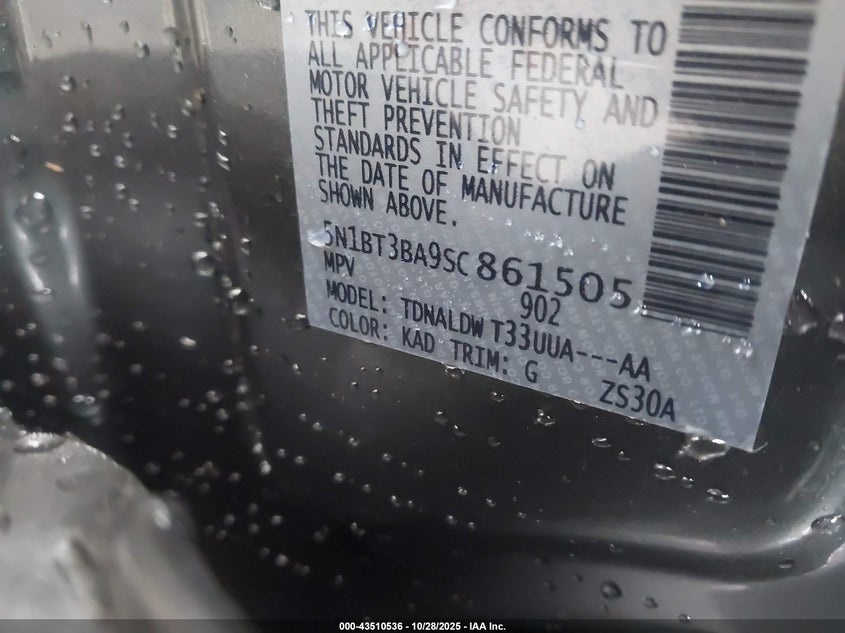 THIS VEHICLE CONFORMS TO
ALL APPLICABLE FEDERAL
MOTOR VEHICLE SAFETY AND
THEFT PREVENTION
STANDARDS IN EFFECT ON
THE DATE OF MANUFACTURE
SHOWN ABOVE.
5N1BT3BA9SC861505
MPV 902
MODEL: TDNALDW T33UUA---AA
COLOR: KAD TRIM: G ZS30A
000-43510536 - 10/28/2025 - IAA Inc.